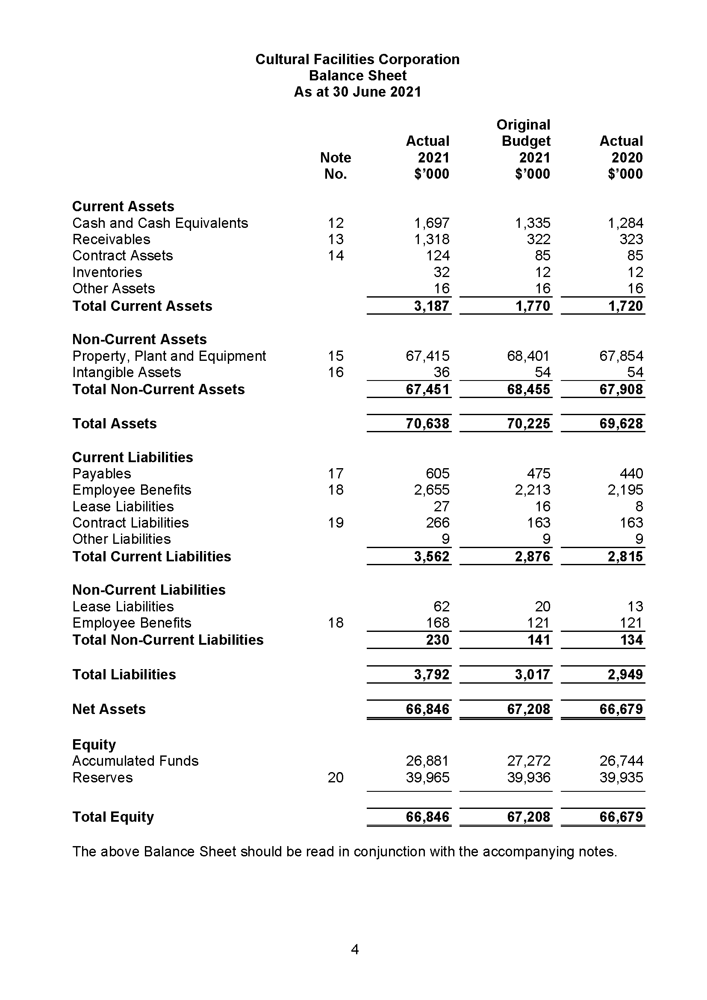 Cultural Facilities Corporation
Balance Sheet
As at 30 June 2021
Original
Actual Budget Actual
Note 2021 2021 2020
No. $’000 $’000 $’000
Current Assets
Cash and Cash Equivalents 12 1,697 1,335 1,284
Receivables 13 1,318 322 323
Contract Assets 14 124 85 85
Inventories 32 12 12
Other Assets 16 16 16
Total Current Assets 3,187 1,770 1,720
Non-Current Assets
Property, Plant and Equipment 15 67,415 68,401 67,854
Intangible Assets 16 36 54 54
Total Non-Current Assets 67,451 68,455 67,908
Total Assets 70,638 70,225 69,628
Current Liabilities
Payables 17 605 475 440
Employee Benefits 18 2,655 2,213 2,195
Lease Liabilities 27 16 8
Contract Liabilities 19 266 163 163
Other Liabilities 9 9 9
Total Current Liabilities 3,562 2,876 2,815
Non-Current Liabilities
Lease Liabilities 62 20 13
Employee Benefits 18 168 121 121
Total Non-Current Liabilities 230 141 134
Total Liabilities 3,792 3,017 2,949
Net Assets 66,846 67,208 66,679
Equity
Accumulated Funds 26,881 27,272 26,744
Reserves 20 39,965 39,936 39,935
Total Equity 66,846 67,208 66,679
The above Balance Sheet should be read in conjunction with the accompanying notes.
4